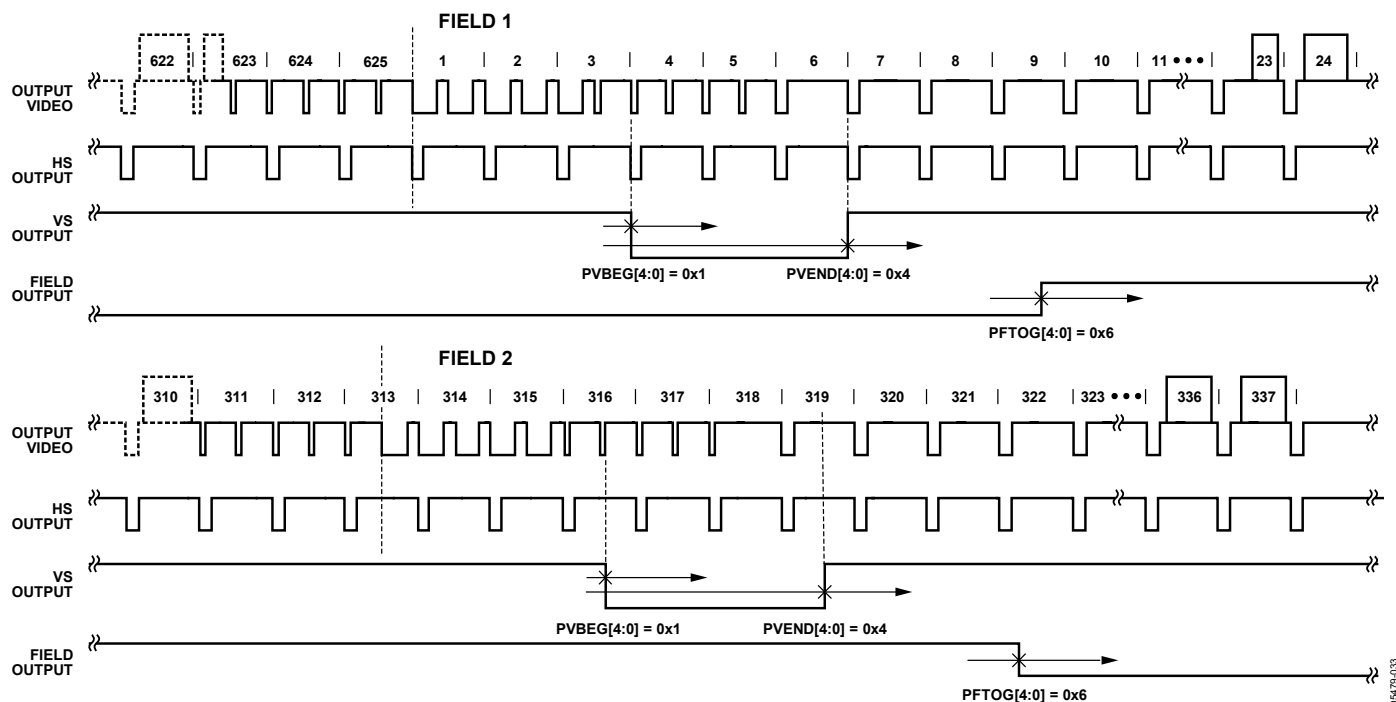 FIELD 1
622 623 624 625 1 2 3 4 5 6 7 8 9 10 11 ••• 23 24
OUTPUT
VIDEO
HS
OUTPUT
VS
OUTPUT
PVBEG[4:0] = 0x1 PVEND[4:0] = 0x4
FIELD
OUTPUT
PFTOG[4:0] = 0x6
FIELD 2
310 311 312 313 314 315 316 317 318 319 320 321 322 323 ••• 336 337
OUTPUT
VIDEO
HS
OUTPUT
VS
OUTPUT
PVBEG[4:0] = 0x1 PVEND[4:0] = 0x4
FIELD
OUTPUT
PFTOG[4:0] = 0x6